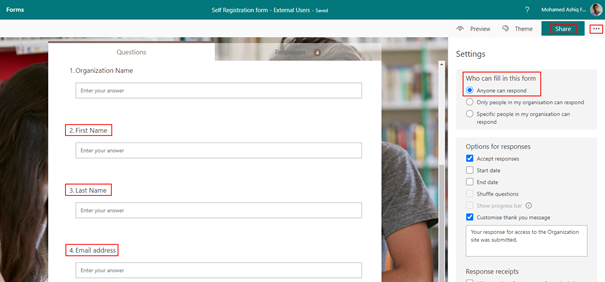 Forms
Self Registration form - External Users - Saved
?
Mohamed Ashiq F...
Preview
Theme
Share
...
Questions
Responses
1. Organization Name
Enter your answer
2. First Name
Enter your answer
3. Last Name
Enter your answer
4. Email address
Enter your answer
Settings
Who can fill in this form
Anyone can respond
Only people in my organisation can respond
Specific people in my organisation can
respond
Options for responses
Accept responses
Start date
End date
Shuffle questions
Show progress bar
Customise thank you message
Your response for access to the Organization
site was submitted.
Response receipts